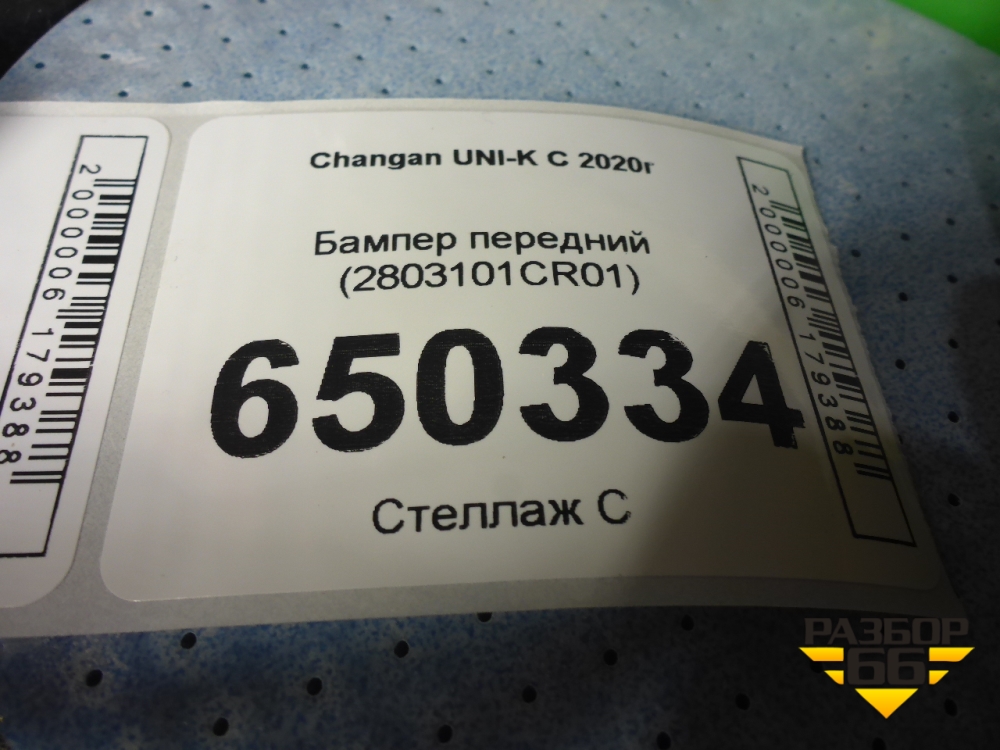 Changan UNI-K С 2020г
Бампер передний
(2803101CR01)
650334
Стеллаж С
2000006179388
2000006179388
РАЗБОР
66